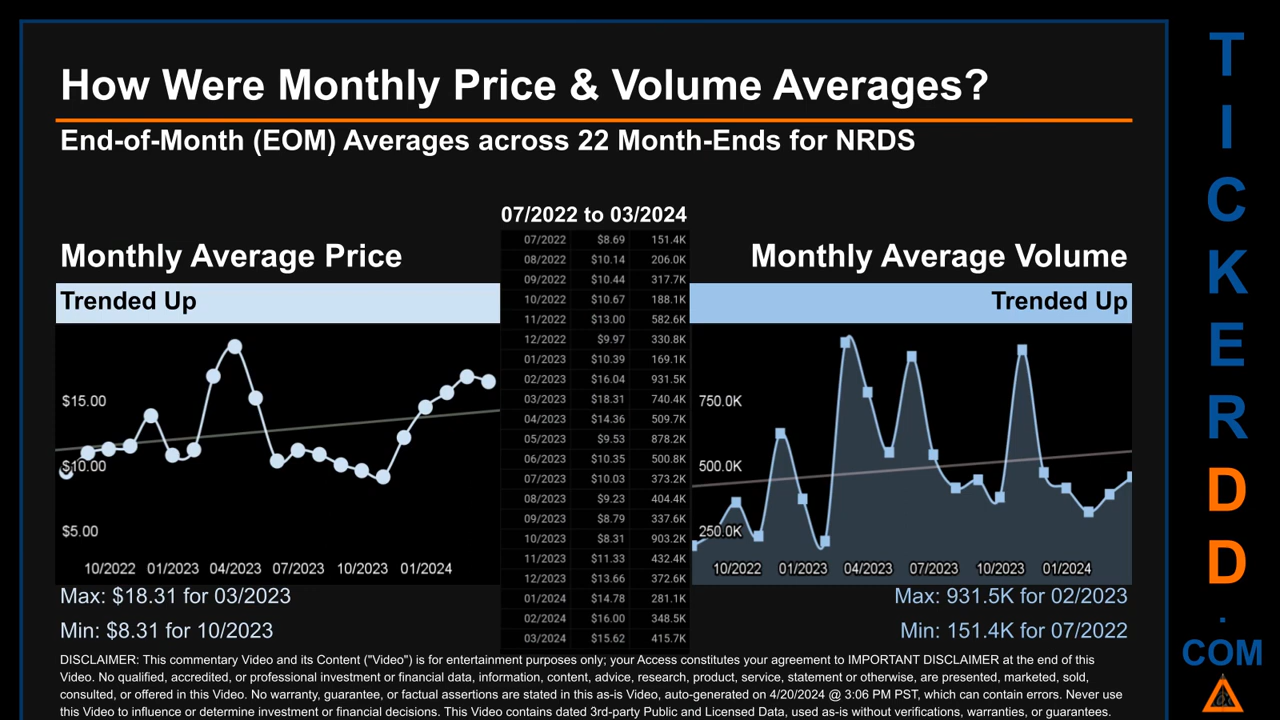 How Were Monthly Price & Volume Averages?
End-of-Month (EOM) Averages across 22 Month-Ends for NRDS
07/2022 to 03/2024
Monthly Average Price
Trended Up
$15.00
$10.00
$5.00
10/2022 01/2023 04/2023 07/2023 10/2023 01/2024
Max: $18.31 for 03/2023
Min: $8.31 for 10/2023
07/2022 $8.69 151.4K
08/2022 $10.14 206.0K
09/2022 $10.44 317.7K
10/2022 $10.67 188.1K
11/2022 $13.00 582.6K
12/2022 $9.97 330.8K
01/2023 $10.39 169.1K
02/2023 $16.04 931.5K
03/2023 $18.31 740.4K
04/2023 $14.36 509.7K
05/2023 $9.53 878.2K
06/2023 $10.35 500.8K
07/2023 $10.03 373.2K
08/2023 $9.23 404.4K
09/2023 $8.79 337.6K
10/2023 $8.31 903.2K
11/2023 $11.33 432.4K
12/2023 $13.66 372.6K
01/2024 $14.78 281.1K
02/2024 $16.00 348.5K
03/2024 $15.62 415.7K
Monthly Average Volume
Trended Up
750.0K
500.0K
250.0K
10/2022 01/2023 04/2023 07/2023 10/2023 01/2024
Max: 931.5K for 02/2023
Min: 151.4K for 07/2022
DISCLAIMER: This commentary Video and its Content ("Video") is for entertainment purposes only; your Access constitutes your agreement to IMPORTANT DISCLAIMER at the end of this
Video. No qualified, accredited, or professional investment or financial data, information, content, advice, research, product, service, statement or otherwise, are presented, marketed, sold,
consulted, or offered in this Video. No warranty, guarantee, or factual assertions are stated in this as-is Video, auto-generated on 4/20/2024 @ 3:06 PM PST, which can contain errors. Never use
this Video to influence or determine investment or financial decisions. This Video contains dated 3rd-party Public and Licensed Data, used as-is without verifications, warranties, or guarantees.
T
I
C
K
E
R
D
D
.
COM